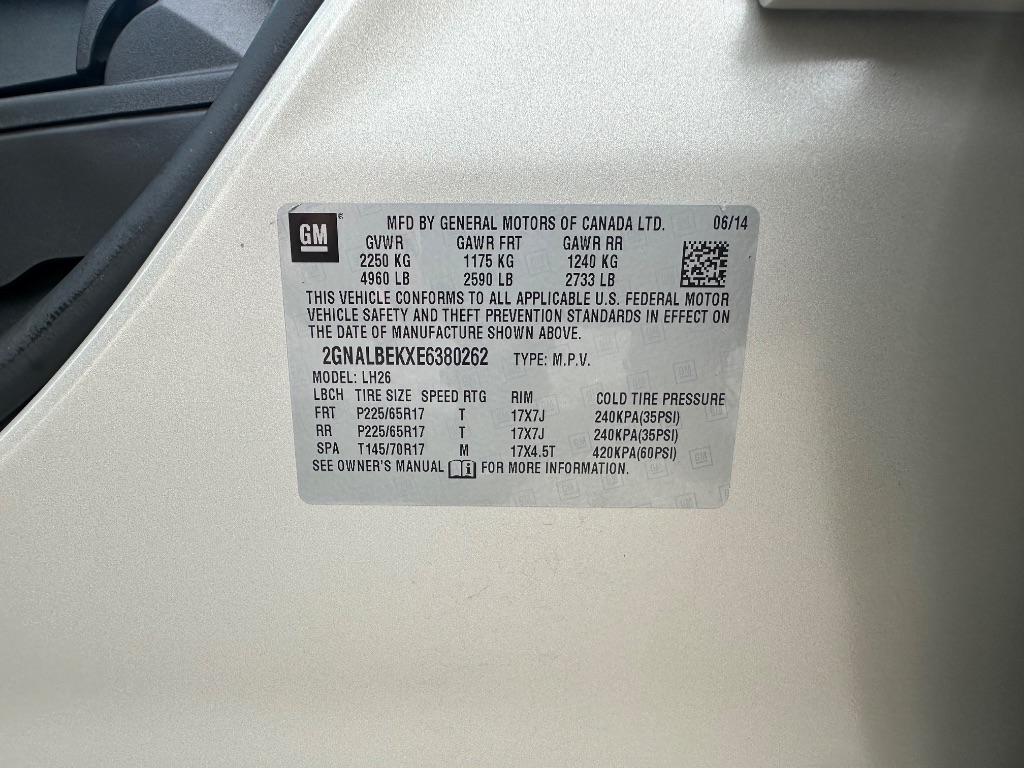 GM® MFD BY GENERAL MOTORS OF CANADA LTD. 06/14
GVWR GAWR FRT GAWR RR
2250 KG 1175 KG 1240 KG
4960 LB 2590 LB 2733 LB
THIS VEHICLE CONFORMS TO ALL APPLICABLE U.S. FEDERAL MOTOR
VEHICLE SAFETY AND THEFT PREVENTION STANDARDS IN EFFECT ON
THE DATE OF MANUFACTURE SHOWN ABOVE.
2GNALBEKXE6380262 TYPE: M.P.V.
MODEL: LH26
LBCH TIRE SIZE SPEED RTG RIM COLD TIRE PRESSURE
FRT P225/65R17 T 17X7J 240KPA(35PSI)
RR P225/65R17 T 17X7J 240KPA(35PSI)
SPA T145/70R17 M 17X4.5T 420KPA(60PSI)
SEE OWNER'S MANUAL i FOR MORE INFORMATION.